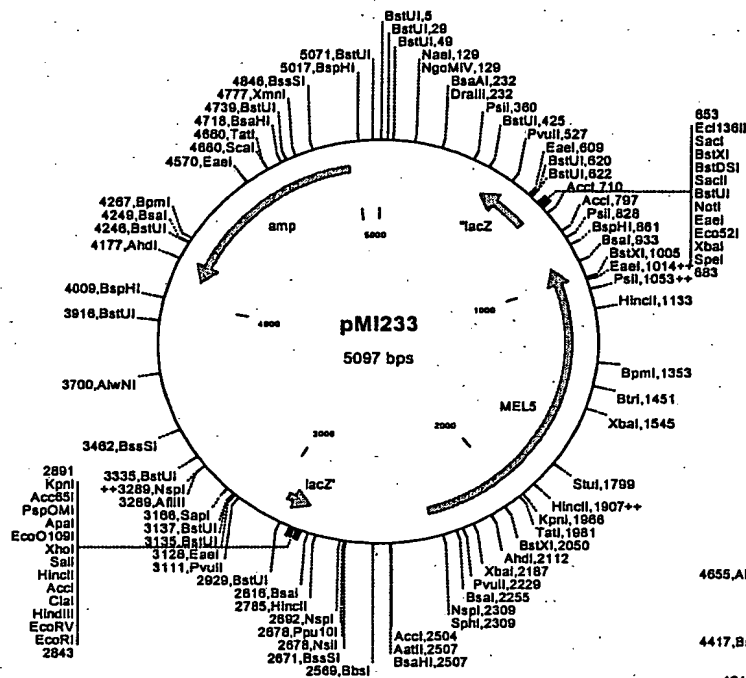 BstUI,5
BstUI,29
BstUI,49
NaeI,129
NgoMIV,129
BsaAI,232
DraIII,232
PsiI,360
BstUI,425
PvuII,527
EaeI,609
BstUI,620
BstUI,622
AccI,710
653
Ecl136II
SacI
BstXI
BstDSI
SacII
BstUI
NotI
EaeI
Eco52I
XbaI
SpeI
683
AccI,797
PsiI,828
BspHI,861
BsaI,933
BstXI,1005
EaeI,1014++
PsiI,1053++
HincII,1133
BpmI,1353
BtrI,1451
XbaI,1545
StuI,1799
HincII,1907++
KpnI,1966
TatI,1981
BstXI,2050
AhdI,2112
XbaI,2187
PvuII,2229
BsaI,2255
NspI,2309
SphI,2309
AccI,2504
AatII,2507
BsaHI,2507
2569,BbsI
2671,BssSI
2678,NsiI
2678,Ppu10I
2692,NspI
2785,HincII
2816,BsaI
2929,BstUI
2891
KpnI
Acc65I
PspOMI
ApaI
EcoO109I
XhoI
SalI
HincII
AccI
ClaI
HindIII
EcoRV
EcoRI
2843
3111,PvuII
3128,EaeI
3135,BstUI
3137,BstUI
3166,SapI
3269,AflIII
++3289,NspI
3335,BstUI
3462,BssSI
3700,AlwNI
3916,BstUI
4009,BspHI
4177,AhdI
4246,BstUI
4249,BsaI
4267,BpmI
4570,EaeI
4660,ScaI
4660,TatI
4718,BsaHI
4739,BstUI
4777,XmnI
4846,BssSI
5017,BspHI
5071,BstUI
amp
"lacZ
MEL5
lacZ'
5000
1000
2000
3000
4000
pMI233
5097 bps
4655,A
4417,B